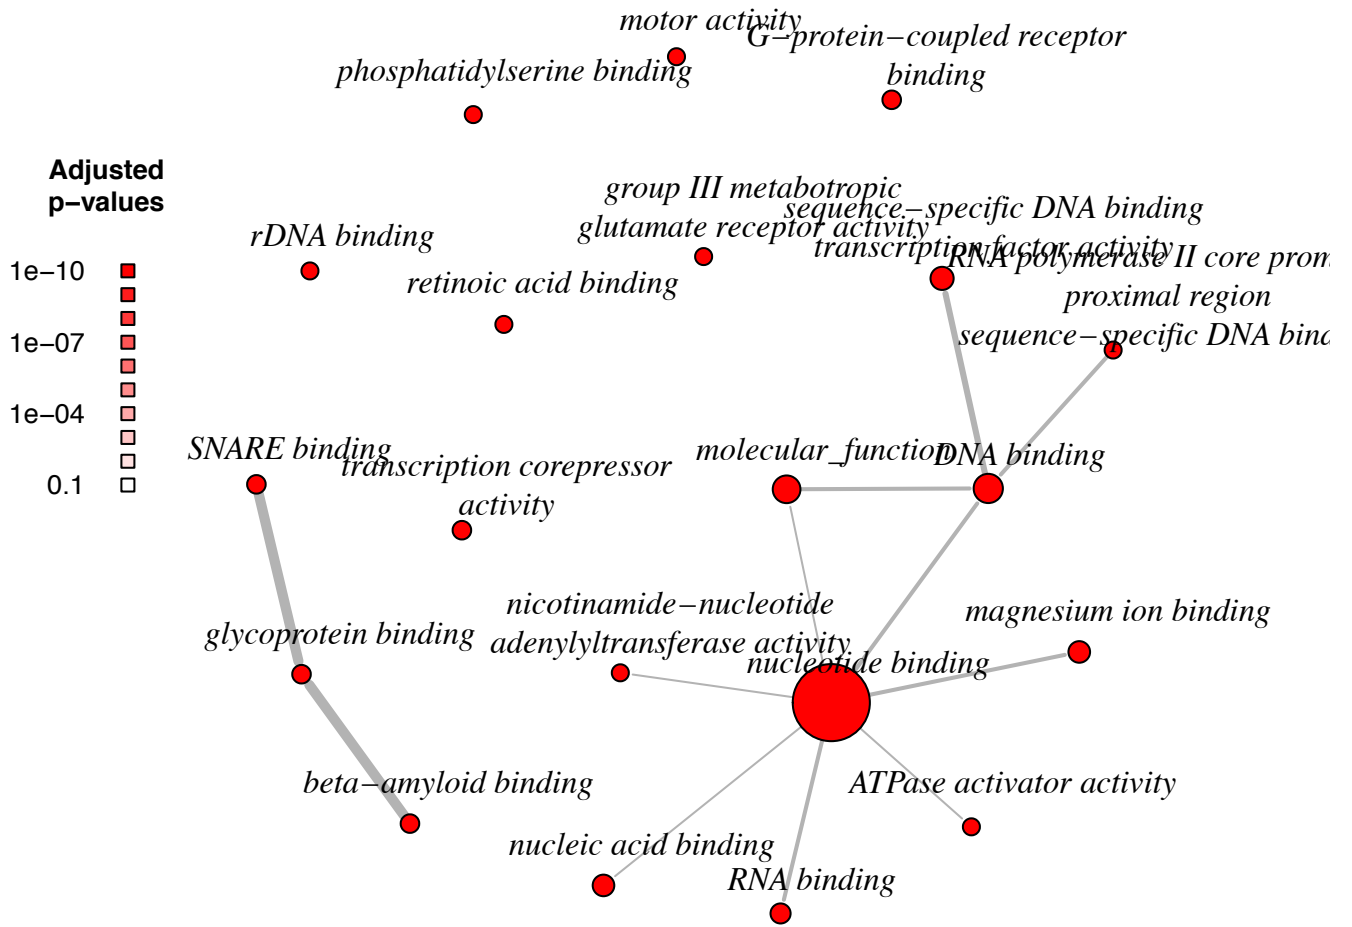 motor activity
G−protein−coupled receptor
binding
phosphatidylserine binding
Adjusted
p−values
1e−10
1e−07
1e−04
0.1
group III metabotropic
glutamate receptor activity
sequence−specific DNA binding
transcription factor activity
rDNA binding
retinoic acid binding
RNA polymerase II core prom
proximal region
sequence−specific DNA bind
SNARE binding
transcription corepressor
activity
molecular_function
DNA binding
nicotinamide−nucleotide
adenylyltransferase activity
nucleotide binding
magnesium ion binding
glycoprotein binding
beta−amyloid binding
ATPase activator activity
nucleic acid binding
RNA binding